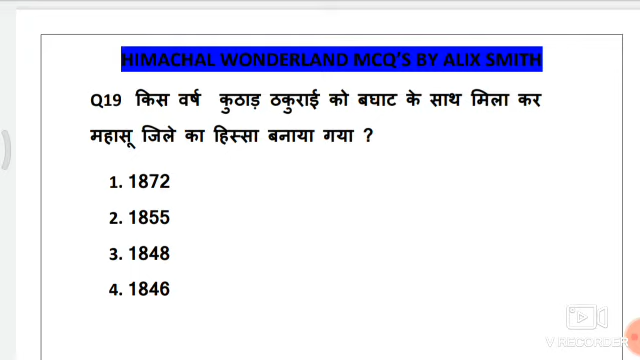 HIMACHAL WONDERLAND MCQ'S BY ALIX SMITH
Q19 किस वर्ष कुठाड़ ठकुराई को बघाट के साथ मिला कर
महासू जिले का हिस्सा बनाया गया ?
1. 1872
2. 1855
3. 1848
4. 1846
V RECORDER